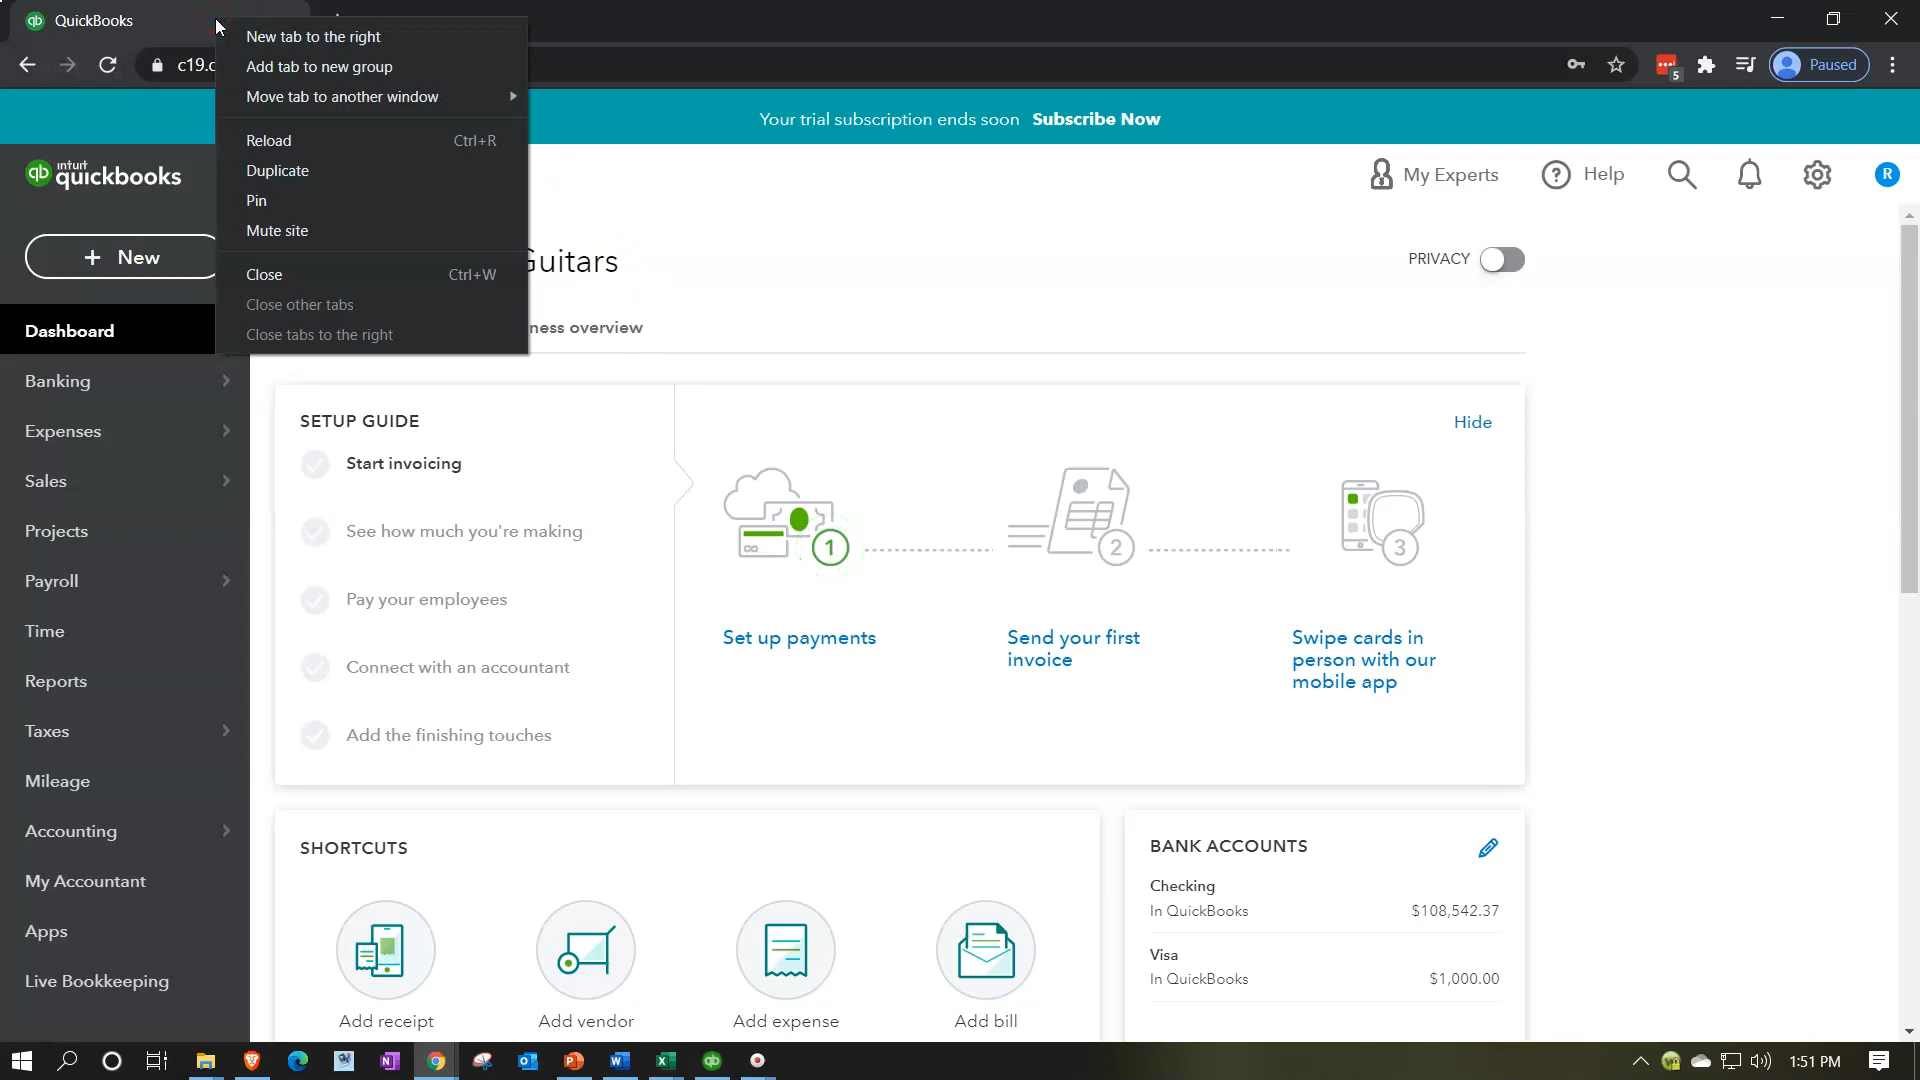 QuickBooks
c19.c
Paused
5
New tab to the right
Add tab to new group
Move tab to another window
Reload Ctrl+R
Duplicate
Pin
Mute site
Close Ctrl+W
Close other tabs
Close tabs to the right
Your trial subscription ends soon Subscribe Now
qb intuit quickbooks
My Experts
? Help
R
+ New
Guitars
PRIVACY
ness overview
Dashboard
Banking
Expenses
Sales
Projects
Payroll
Time
Reports
Taxes
Mileage
Accounting
My Accountant
Apps
Live Bookkeeping
SETUP GUIDE
Hide
Start invoicing
See how much you're making
Pay your employees
Connect with an accountant
Add the finishing touches
1
2
3
Set up payments
Send your first
invoice
Swipe cards in
person with our
mobile app
SHORTCUTS
Add receipt
Add vendor
Add expense
Add bill
BANK ACCOUNTS
Checking
In QuickBooks $108,542.37
Visa
In QuickBooks $1,000.00
1:51 PM